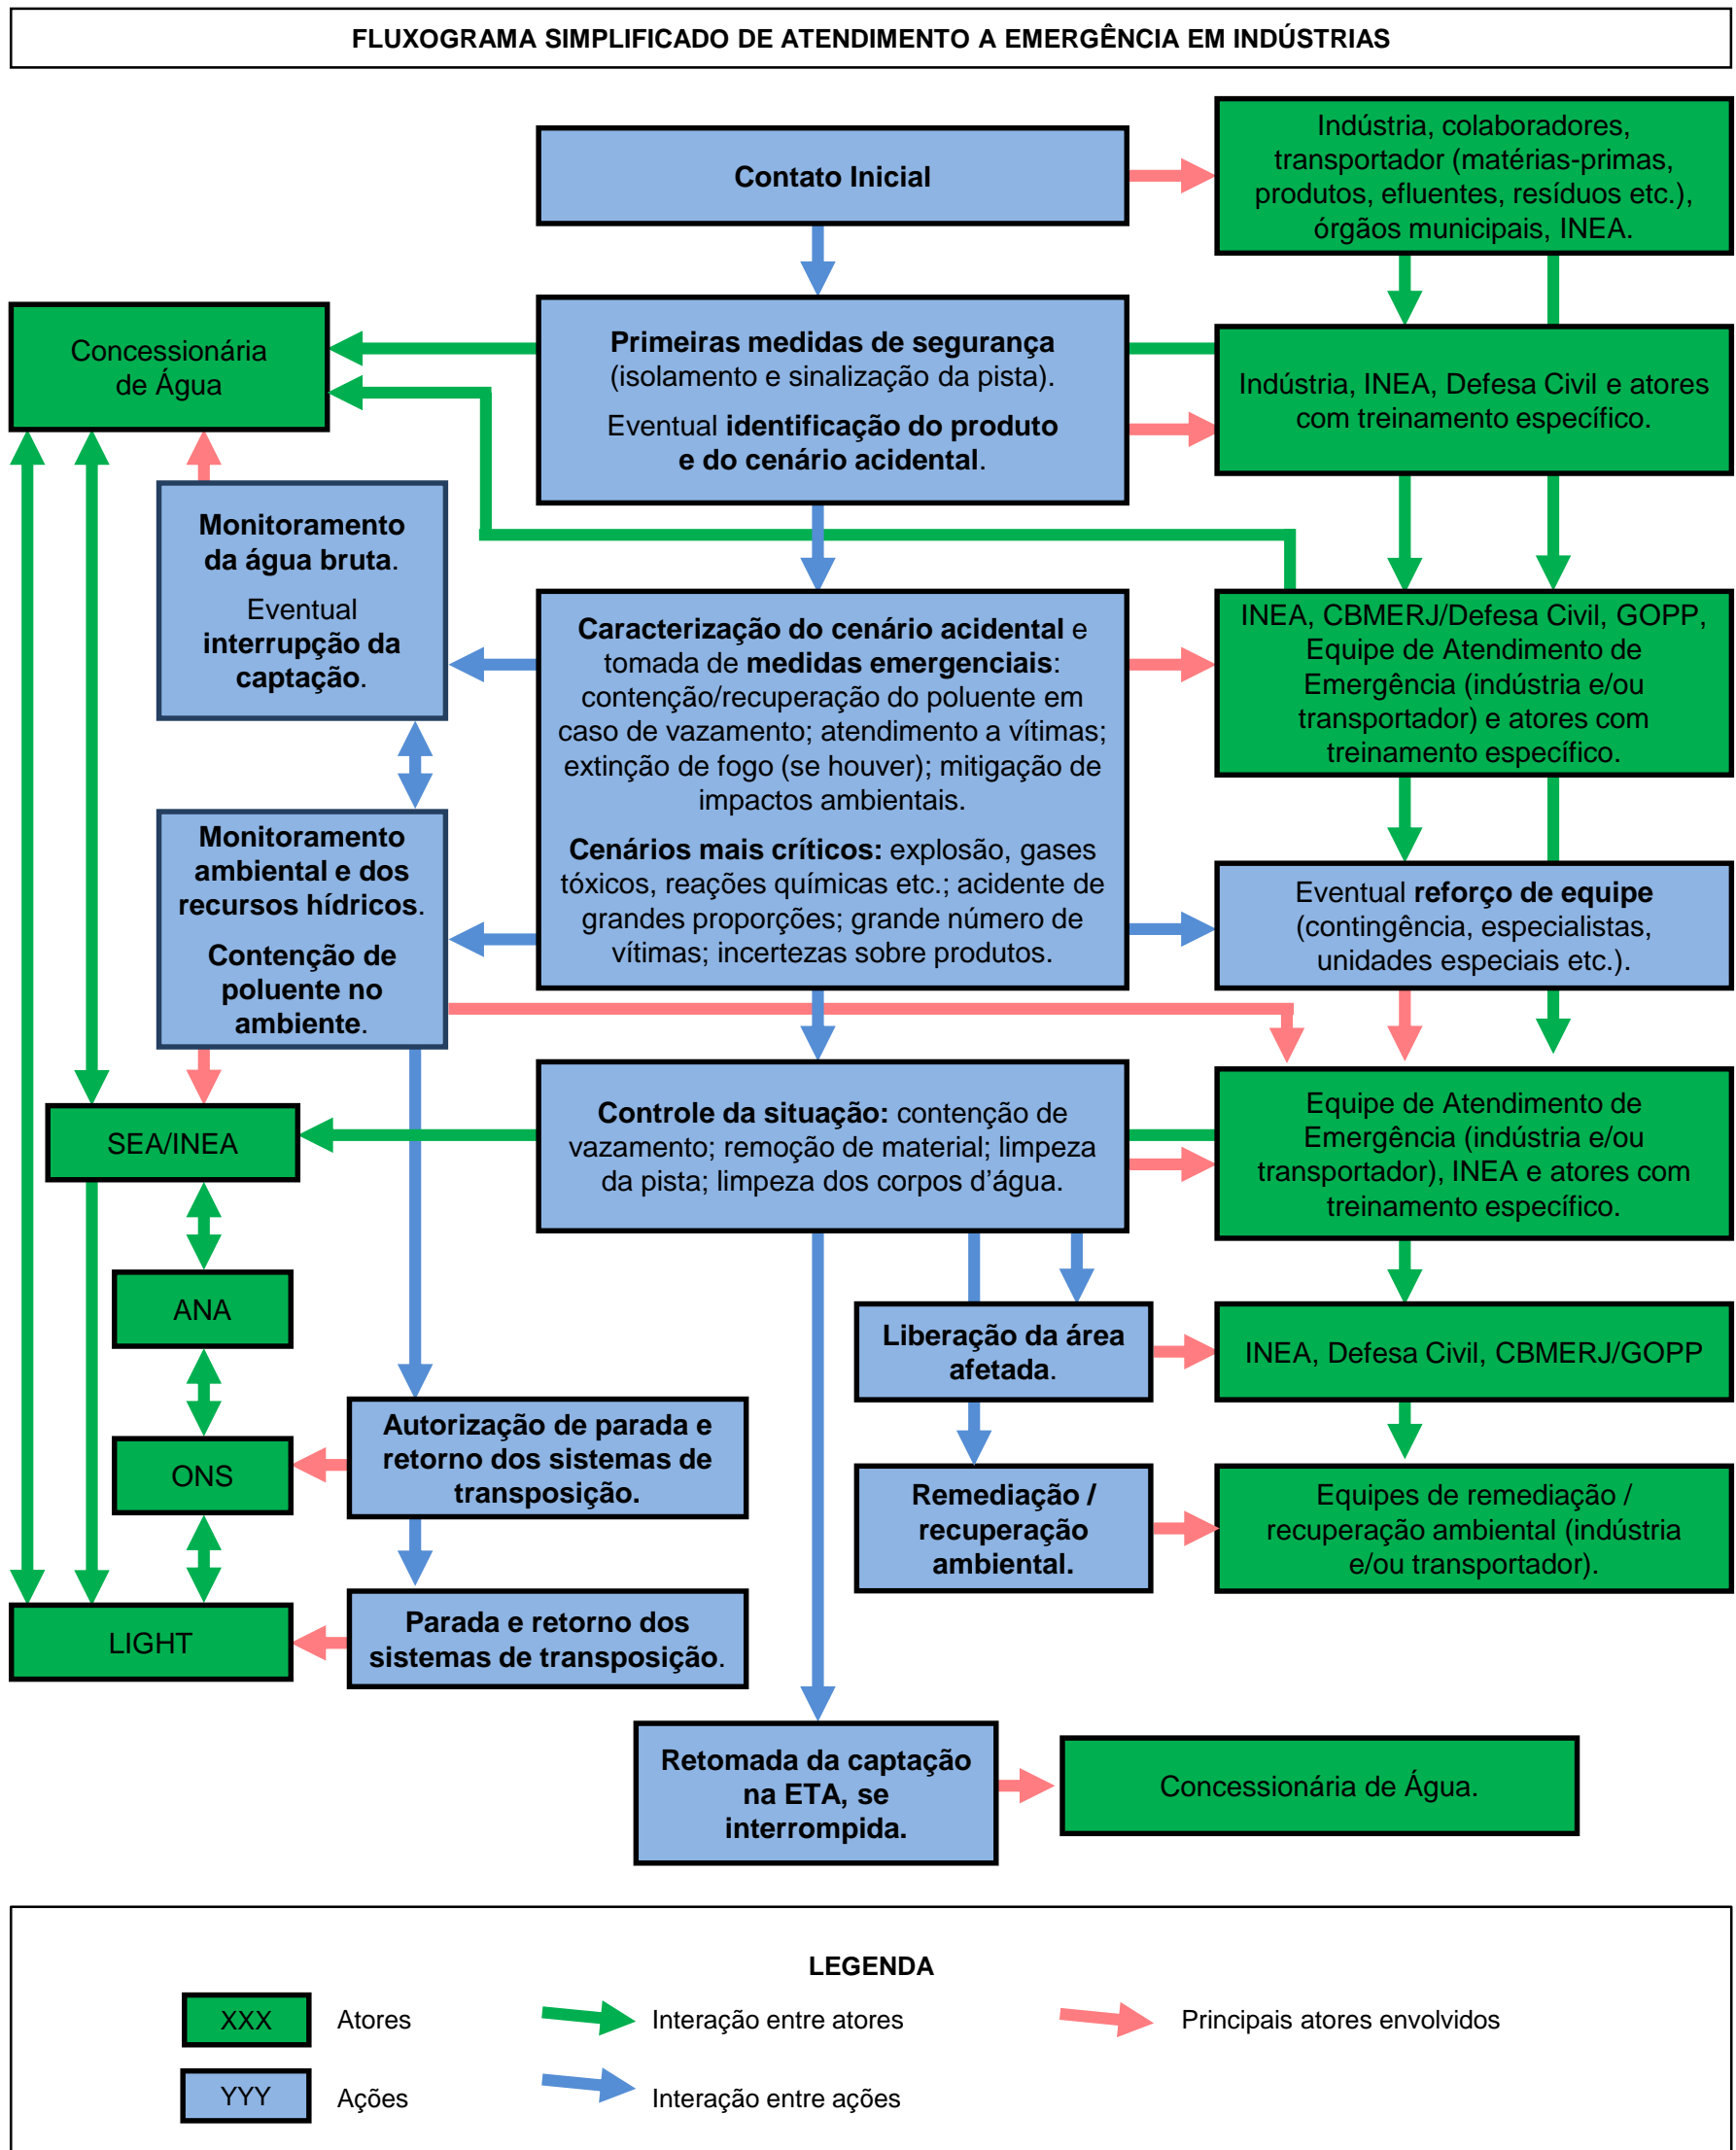 FLUXOGRAMA SIMPLIFICADO DE ATENDIMENTO A EMERGÊNCIA EM INDÚSTRIAS
Contato Inicial
Indústria, colaboradores,
transportador (matérias-primas,
produtos, efluentes, resíduos etc.),
órgãos municipais, INEA.
Concessionária
de Água
Primeiras medidas de segurança
(isolamento e sinalização da pista).
Eventual identificação do produto
e do cenário acidental.
Indústria, INEA, Defesa Civil e atores
com treinamento específico.
Monitoramento
da água bruta.
Eventual
interrupção da
captação.
Caracterização do cenário acidental e
tomada de medidas emergenciais:
contenção/recuperação do poluente em
caso de vazamento; atendimento a vítimas;
extinção de fogo (se houver); mitigação de
impactos ambientais.
Cenários mais críticos: explosão, gases
tóxicos, reações químicas etc.; acidente de
grandes proporções; grande número de
vítimas; incertezas sobre produtos.
INEA, CBMERJ/Defesa Civil, GOPP,
Equipe de Atendimento de
Emergência (indústria e/ou
transportador) e atores com
treinamento específico.
Monitoramento
ambiental e dos
recursos hídricos.
Contenção de
poluente no
ambiente.
Eventual reforço de equipe
(contingência, especialistas,
unidades especiais etc.).
SEA/INEA
Controle da situação: contenção de
vazamento; remoção de material; limpeza
da pista; limpeza dos corpos d'água.
Equipe de Atendimento de
Emergência (indústria e/ou
transportador), INEA e atores com
treinamento específico.
ANA
Liberação da área
afetada.
INEA, Defesa Civil, CBMERJ/GOPP
ONS
Autorização de parada e
retorno dos sistemas de
transposição.
Remediação /
recuperação
ambiental.
Equipes de remediação /
recuperação ambiental (indústria
e/ou transportador).
LIGHT
Parada e retorno dos
sistemas de transposição.
Retomada da captação
na ETA, se
interrompida.
Concessionária de Água.
LEGENDA
XXX
Atores
Interação entre atores
Principais atores envolvidos
YYY
Ações
Interação entre ações